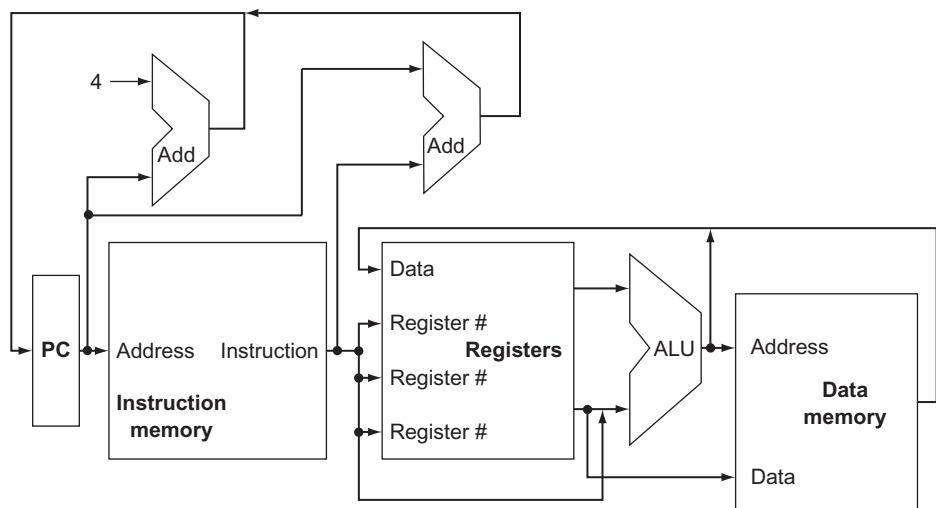 4
Add
Add
Data
Register #
PC
Address
Instruction
Registers
ALU
Address
Register #
Instruction
memory
Data
memory
Register #
Data